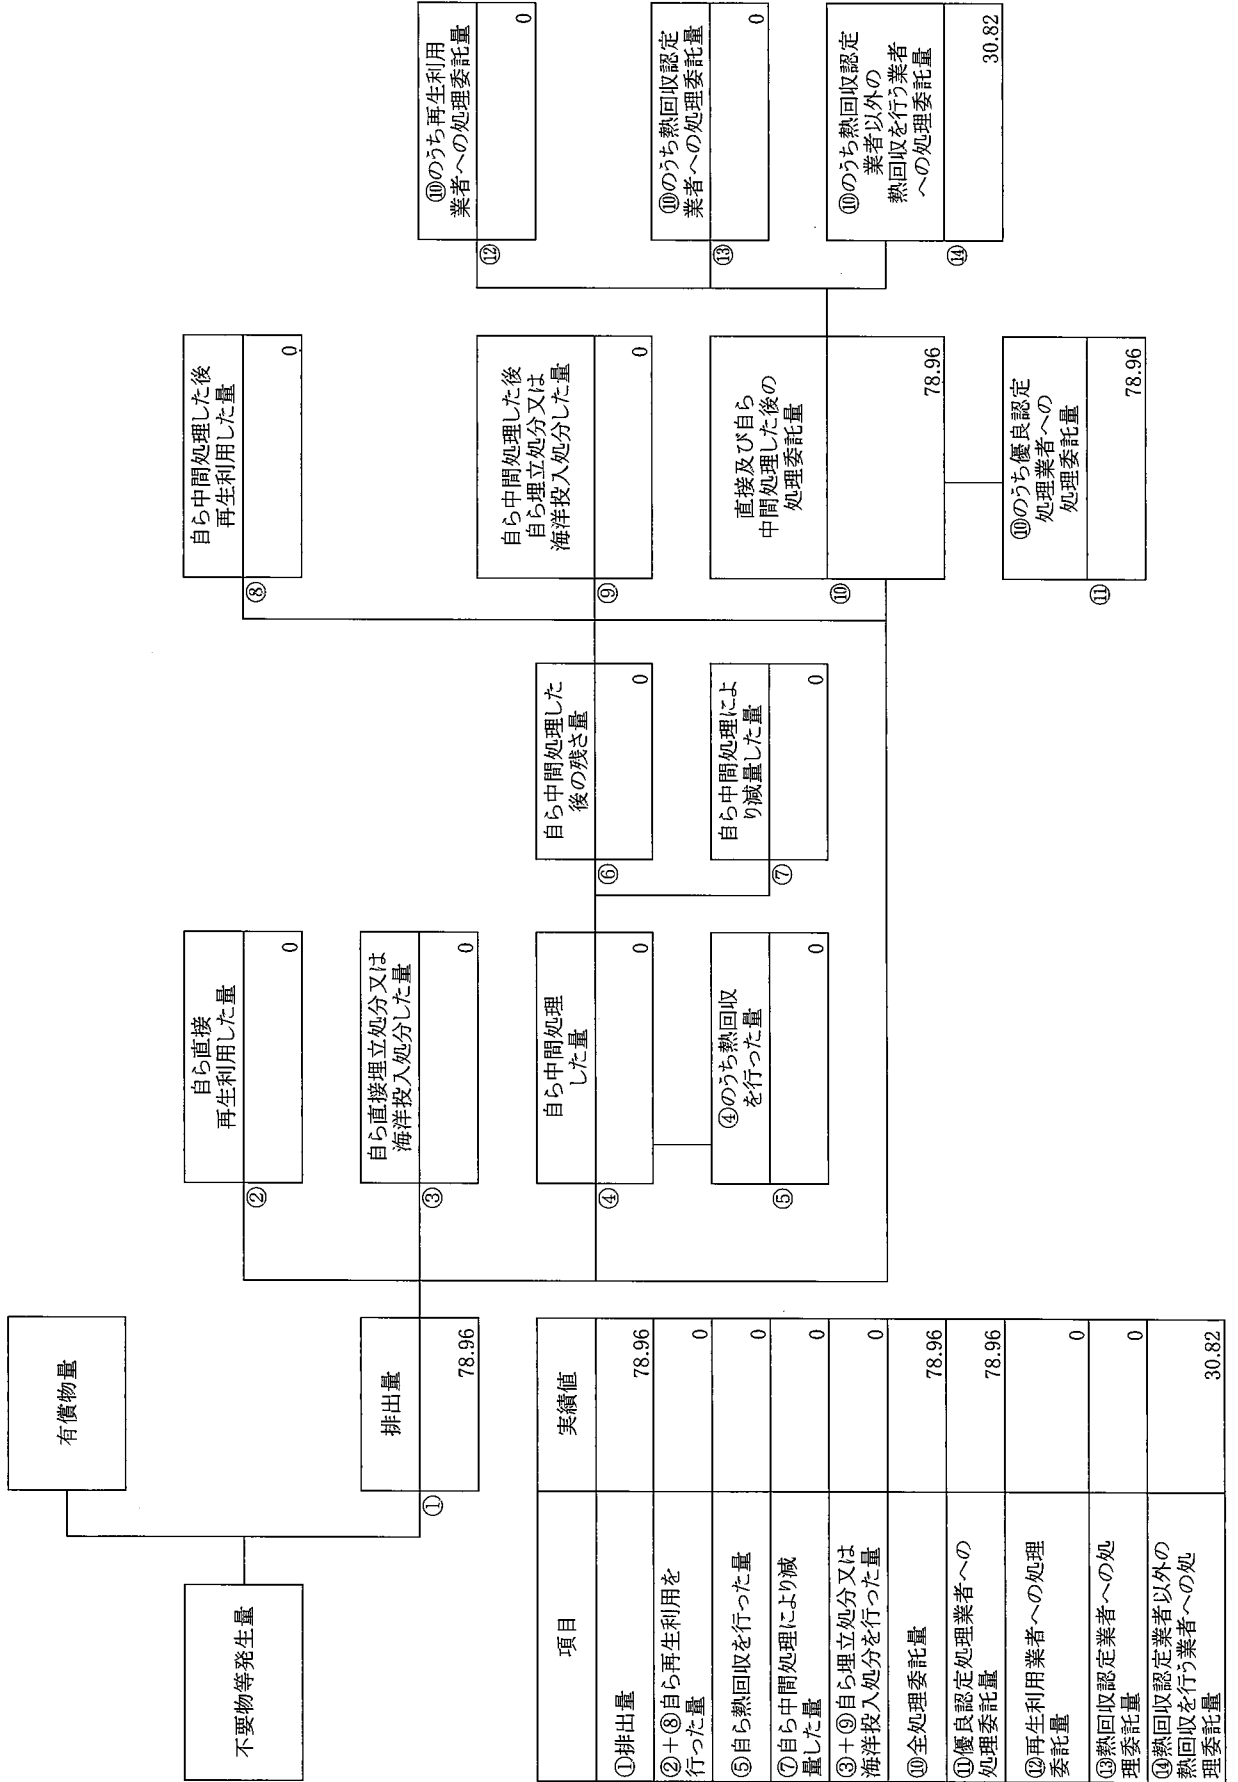 不要物等発生量
有償物量
①
排出量
78.96
②
自ら直接
再生利用した量
0
③
自ら直接埋立処分又は
海洋投入処分した量
0
④
自ら中間処理
した量
0
⑤
④のうち熱回収
を行った量
0
⑥
自ら中間処理した
後の残さ量
0
⑦
自ら中間処理によ
り減量した量
0
⑧
自ら中間処理した後
再生利用した量
0
⑨
自ら中間処理した後
自ら埋立処分又は
海洋投入処分した量
0
⑩
直接及び自ら
中間処理した後の
処理委託量
78.96
⑪
⑩のうち優良認定
処理業者への
処理委託量
78.96
⑫
⑩のうち再生利用
業者への処理委託量
0
⑬
⑩のうち熱回収認定
業者への処理委託量
0
⑭
⑩のうち熱回収認定
業者以外の
熱回収を行う業者
への処理委託量
30.82
項目 実績値
①排出量 78.96
②+⑧自ら再生利用を
行った量 0
⑤自ら熱回収を行った量 0
⑦自ら中間処理により減
量した量 0
③+⑨自ら埋立処分又は
海洋投入処分を行った量 0
⑩全処理委託量 78.96
⑪優良認定処理業者への
処理委託量 78.96
⑫再生利用業者への処理
委託量 0
⑬熱回収認定業者への処
理委託量 0
⑭熱回収認定業者以外の
熱回収を行う業者への処
理委託量 30.82